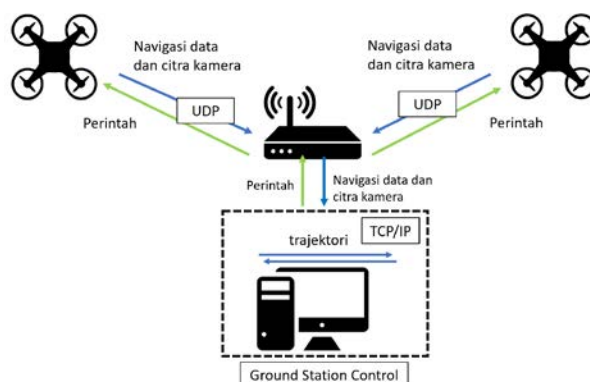 Navigasi data
dan citra kamera
UDP
Perintah
Navigasi data
dan citra kamera
UDP
Perintah
Perintah
Navigasi data dan
citra kamera
TCP/IP
trajektori
Ground Station Control